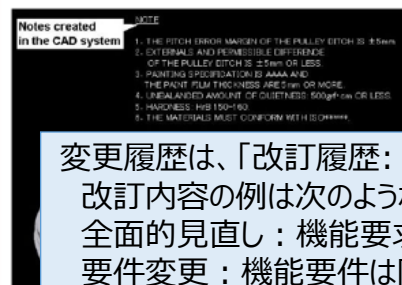 Notes created
in the CAD system
NOTE
1. THE PITCH ERROR MARGIN OF THE PULLEY DITCH IS ±5mm
2. EXTERNALS AND PERMISSIBLE DIFFERENCE
OF THE PULLEY DITCH IS ±5mm OR LESS.
3. PAINTING SPECIFICATION IS AAAA AND
THE PAINT FILM THICKNESS ARE 5mm OR MORE.
4. UNBALANDED AMOUNT OF QUIETNESS: 500grf·cm OR LESS.
5. HARDNESS: HrB 150~160.
6. THE MATERIALS MUST CONFORM WITH ISO*****.
変更履歴は、「改訂履歴:
改訂内容の例は次のような
全面的見直し:機能要求
要件変更:機能要件は